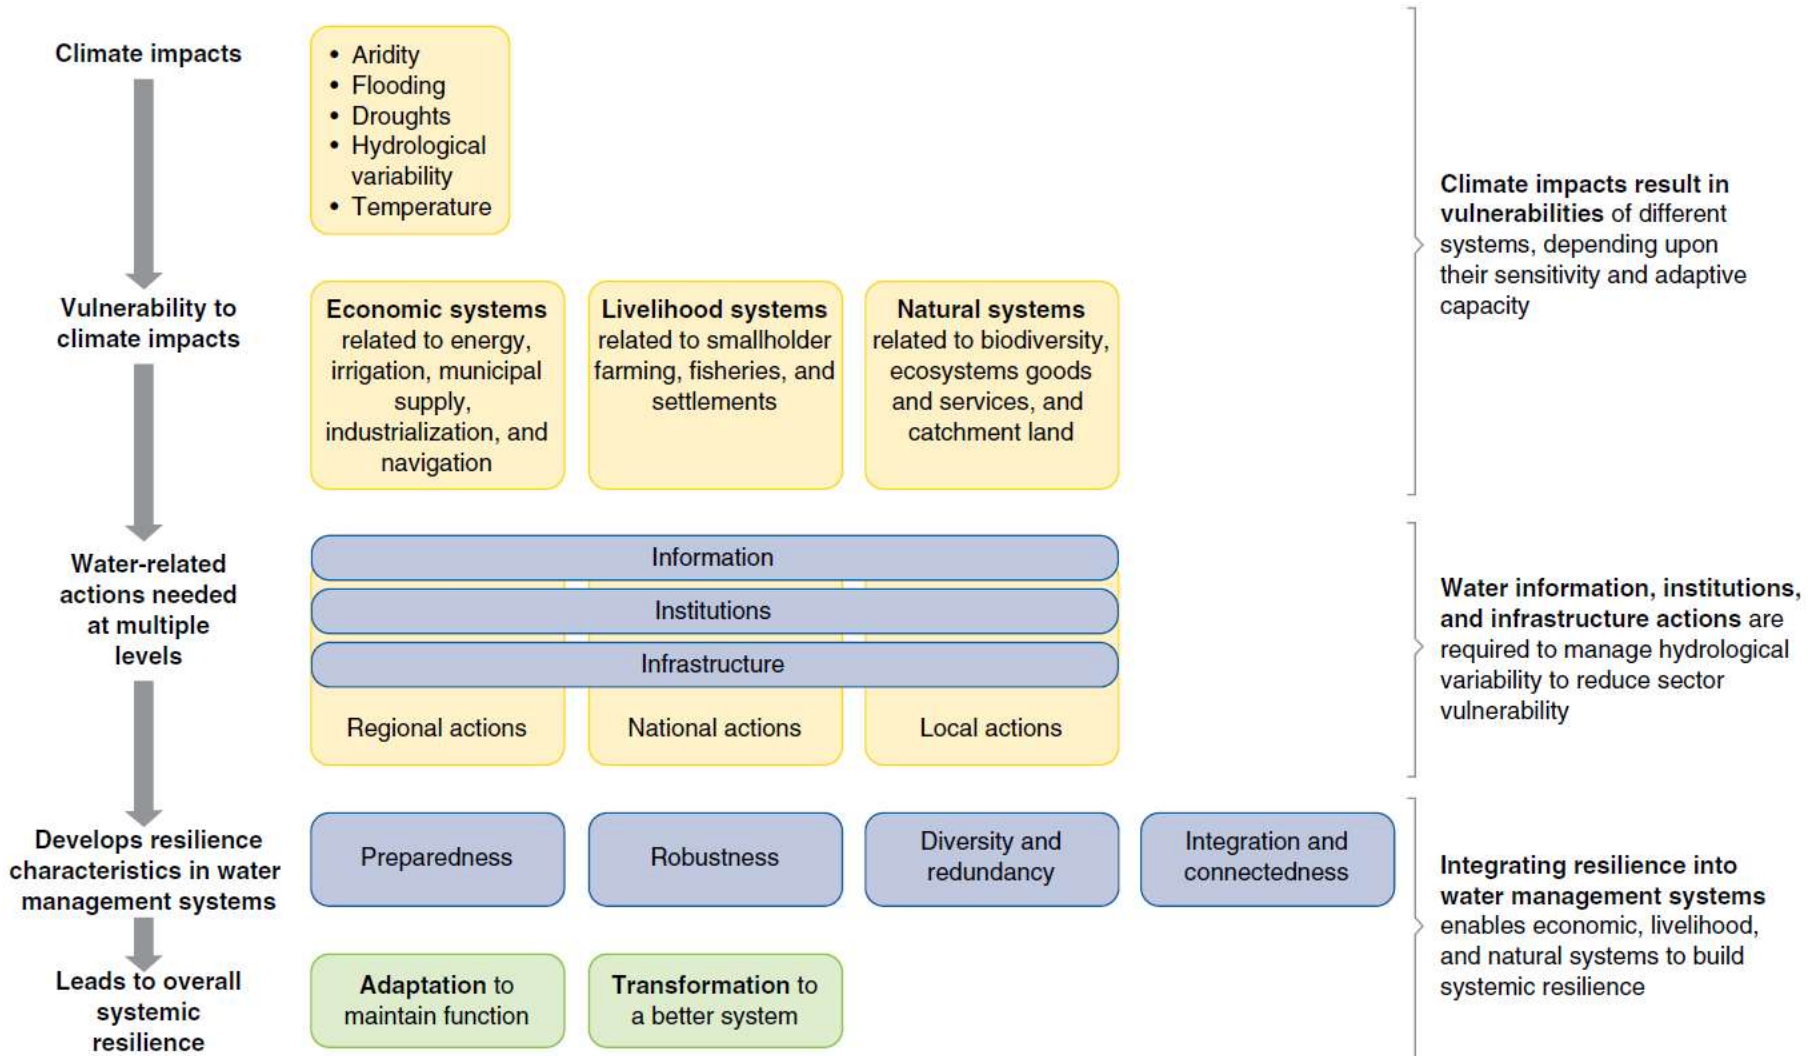 Climate impacts
• Aridity
• Flooding
• Droughts
• Hydrological
variability
• Temperature
Climate impacts result in
vulnerabilities of different
systems, depending upon
their sensitivity and adaptive
capacity
Vulnerability to
climate impacts
Economic systems
related to energy,
irrigation, municipal
supply,
industrialization, and
navigation
Livelihood systems
related to smallholder
farming, fisheries, and
settlements
Natural systems
related to biodiversity,
ecosystems goods
and services, and
catchment land
Water-related
actions needed
at multiple
levels
Information
Institutions
Infrastructure
Regional actions
National actions
Local actions
Water information, institutions,
and infrastructure actions are
required to manage hydrological
variability to reduce sector
vulnerability
Develops resilience
characteristics in water
management systems
Preparedness
Robustness
Diversity and
redundancy
Integration and
connectedness
Integrating resilience into
water management systems
enables economic, livelihood,
and natural systems to build
systemic resilience
Leads to overall
systemic
resilience
Adaptation to
maintain function
Transformation to
a better system